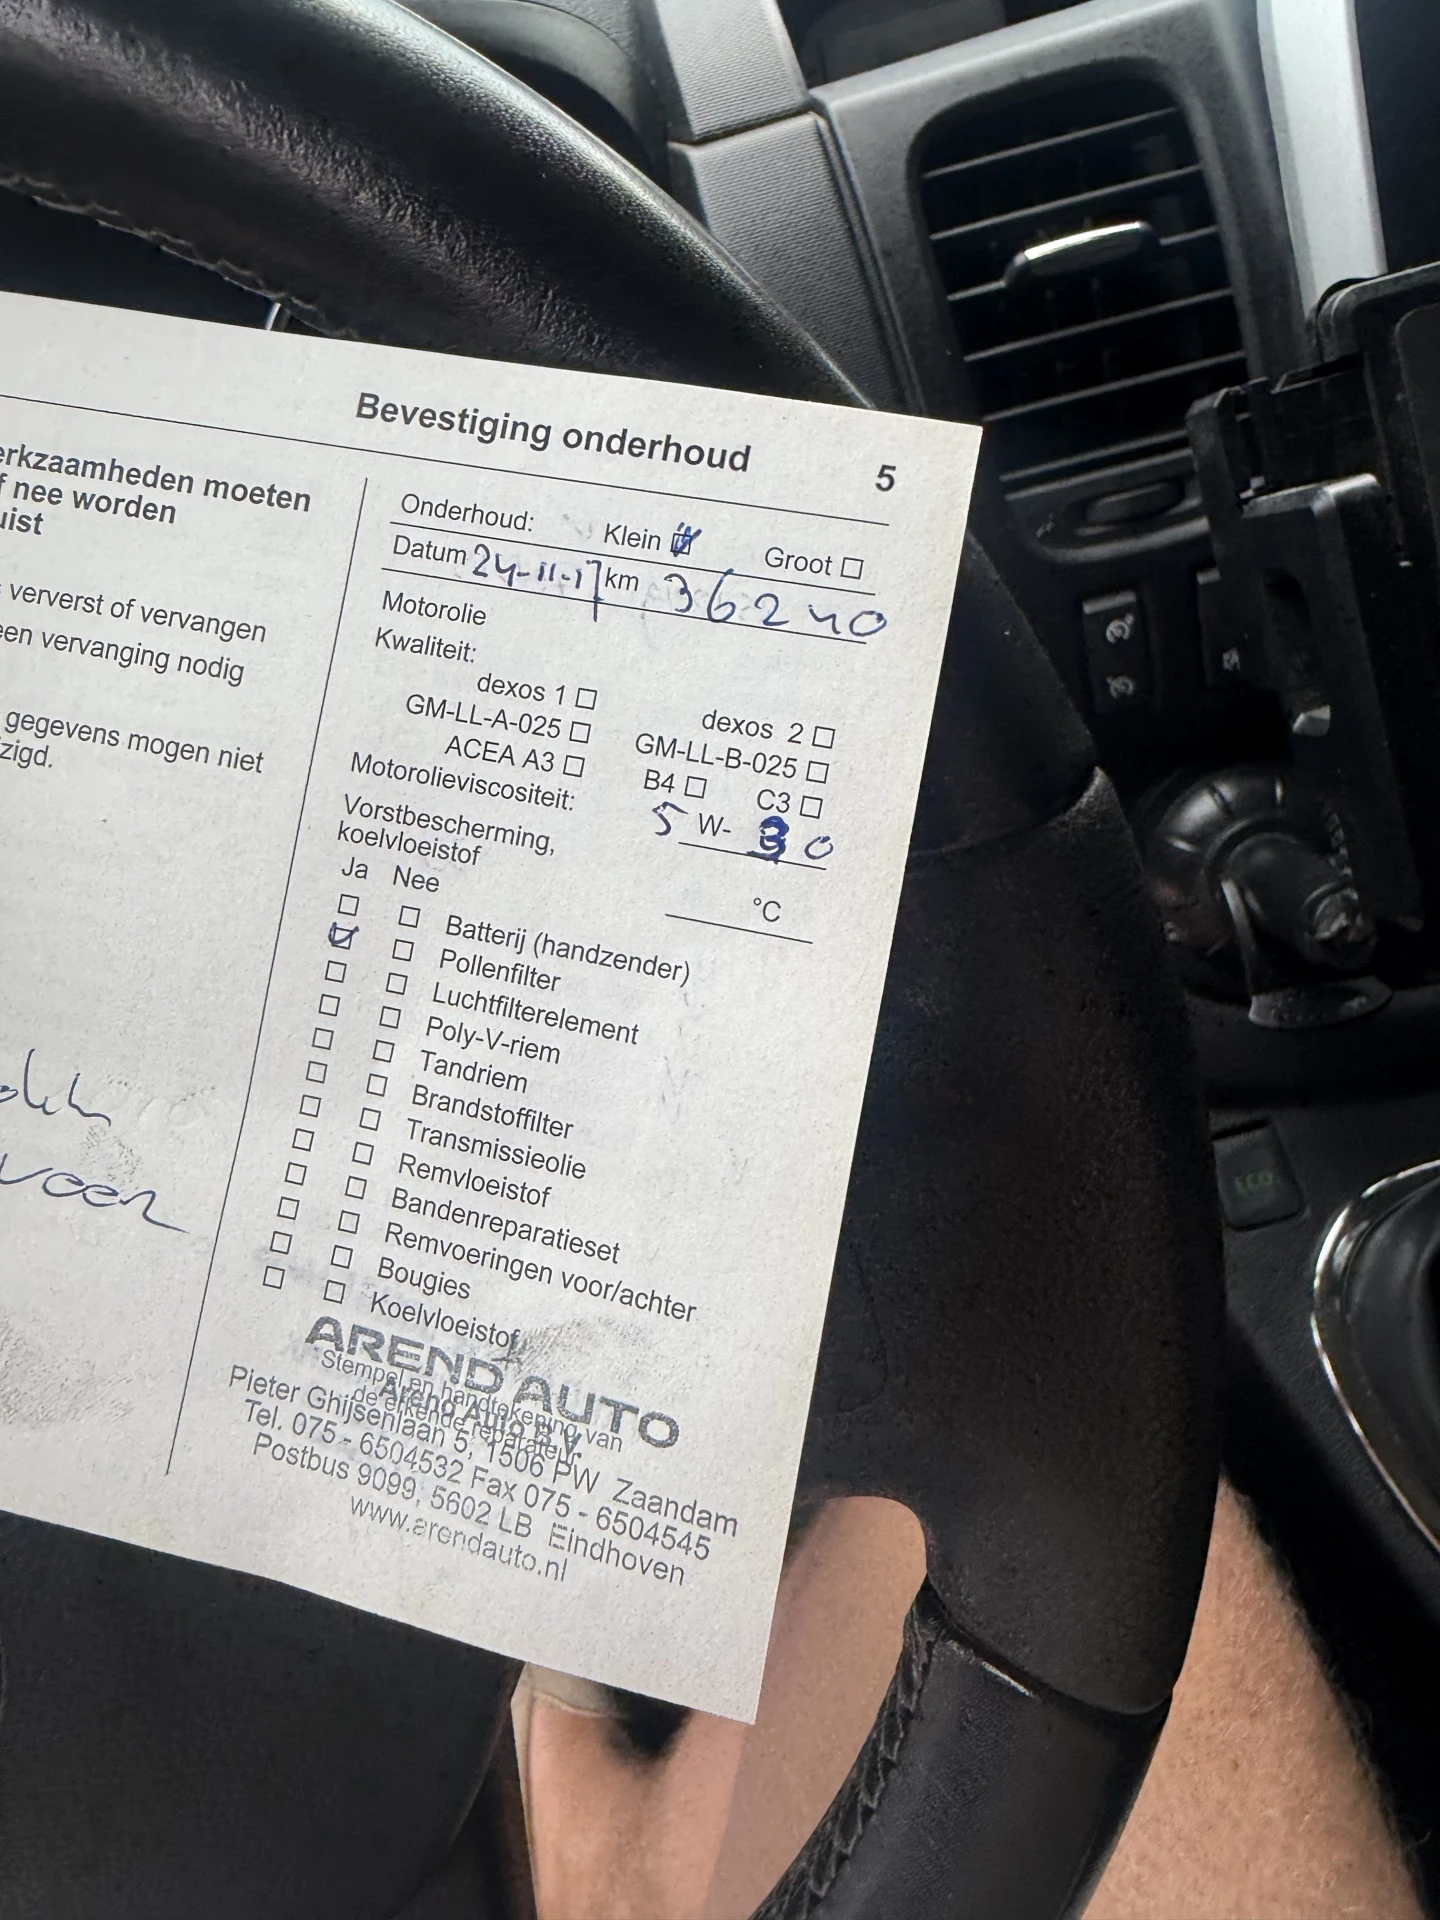 Bevestiging onderhoud 5
erkzaamheden moeten
f nee worden
uist
s ververst of vervangen
een vervanging nodig
gegevens mogen niet
zigd.
veen
Onderhoud: Klein Groot
Datum 24-11-17 km 36240
Motorolie
Kwaliteit:
dexos 1 dexos 2
GM-LL-A-025 GM-LL-B-025
ACEA A3 B4 C3
Motorolieviscositeit: 5 W- 30
Vorstbescherming,
koelvloeistof °C
Ja Nee
Batterij (handzender)
Pollenfilter
Luchtfilterelement
Poly-V-riem
Tandriem
Brandstoffilter
Transmissieolie
Remvloeistof
Bandenreparatieset
Remvoeringen voor/achter
Bougies
Koelvloeistof
AREND AUTO
Stempel en handtekening van
de erkende reparateur
Arend Auto B.V.
Pieter Ghijsenlaan 5, 1506 PW Zaandam
Tel. 075 - 6504532 Fax 075 - 6504545
Postbus 9099, 5602 LB Eindhoven
www.arendauto.nl
ECO